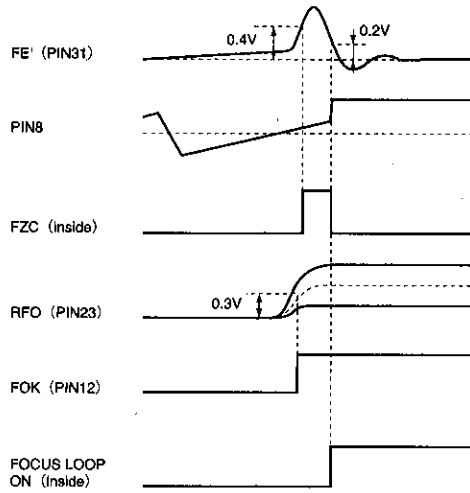 FE' (PIN31)
0.4V
0.2V
PIN8
FZC (inside)
RFO (PIN23)
0.3V
FOK (PIN12)
FOCUS LOOP
ON (Inside)